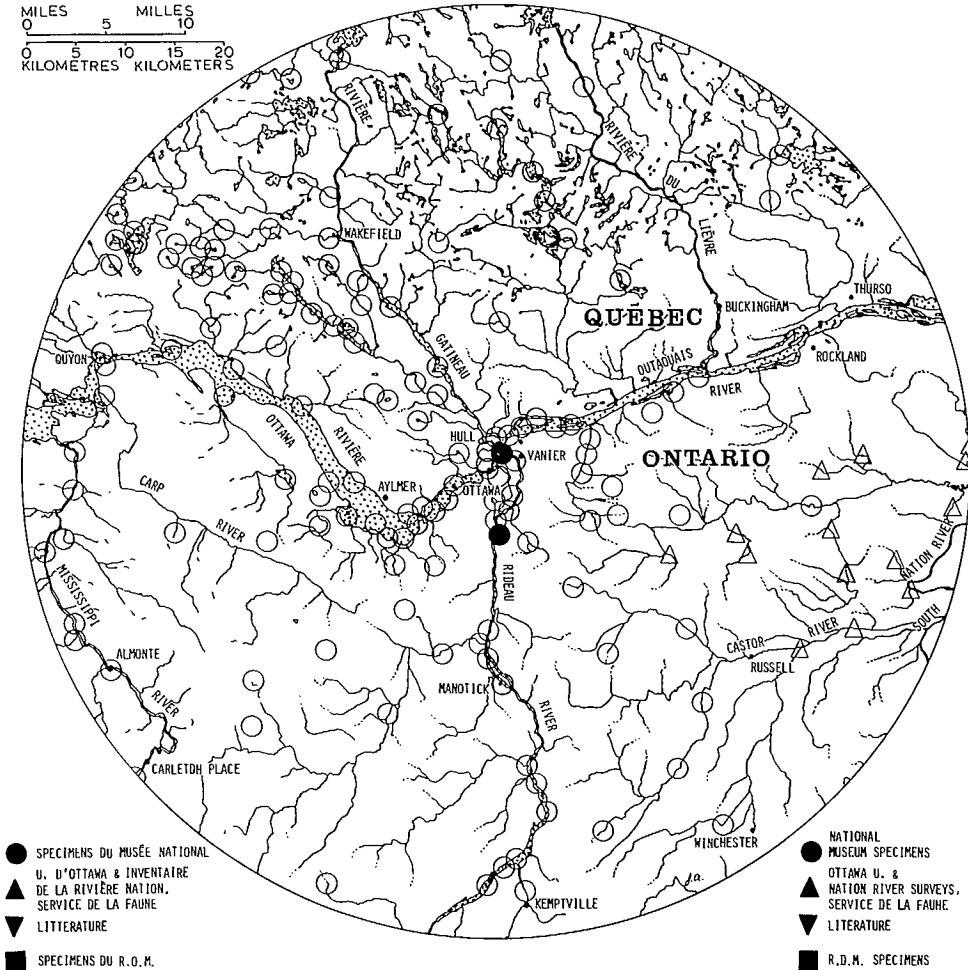 MILES MILLES
0 5 10
0 5 10 15 20
KILOMÈTRES KILOMETERS
RIVIÈRE
RIVIÈRE
DU
LIÈVRE
WAKEFIELD
THURSO
BUCKINGHAM
QUÉBEC
GATINEAU
ROCKLAND
QUYON
OUTAOUAIS
RIVER
OTTAWA
RIVIÈRE
HULL
VANIER
ONTARIO
CARP
RIVER
AYLMER
OTTAWA
NATION RIVER
SOUTH
MISSISSIPPI
RIVER
RIDEAU
RIVER
CASTOR
RIVER
RUSSELL
ALMONTE
MANOTICK
CARLETDH PLACE
WINCHESTER
d.a.
KEMPTVILLE
SPECIMENS DU MUSÉE NATIONAL
U. D'OTTAWA & INVENTAIRE
DE LA RIVIÈRE NATION,
SERVICE DE LA FAUNE
LITTERATURE
SPECIMENS DU R.O.M.
NATIONAL
MUSEUM SPECIMENS
OTTAWA U. &
NATION RIVER SURVEYS,
SERVICE DE LA FAUNE
LITERATURE
R.D.M. SPECIMENS